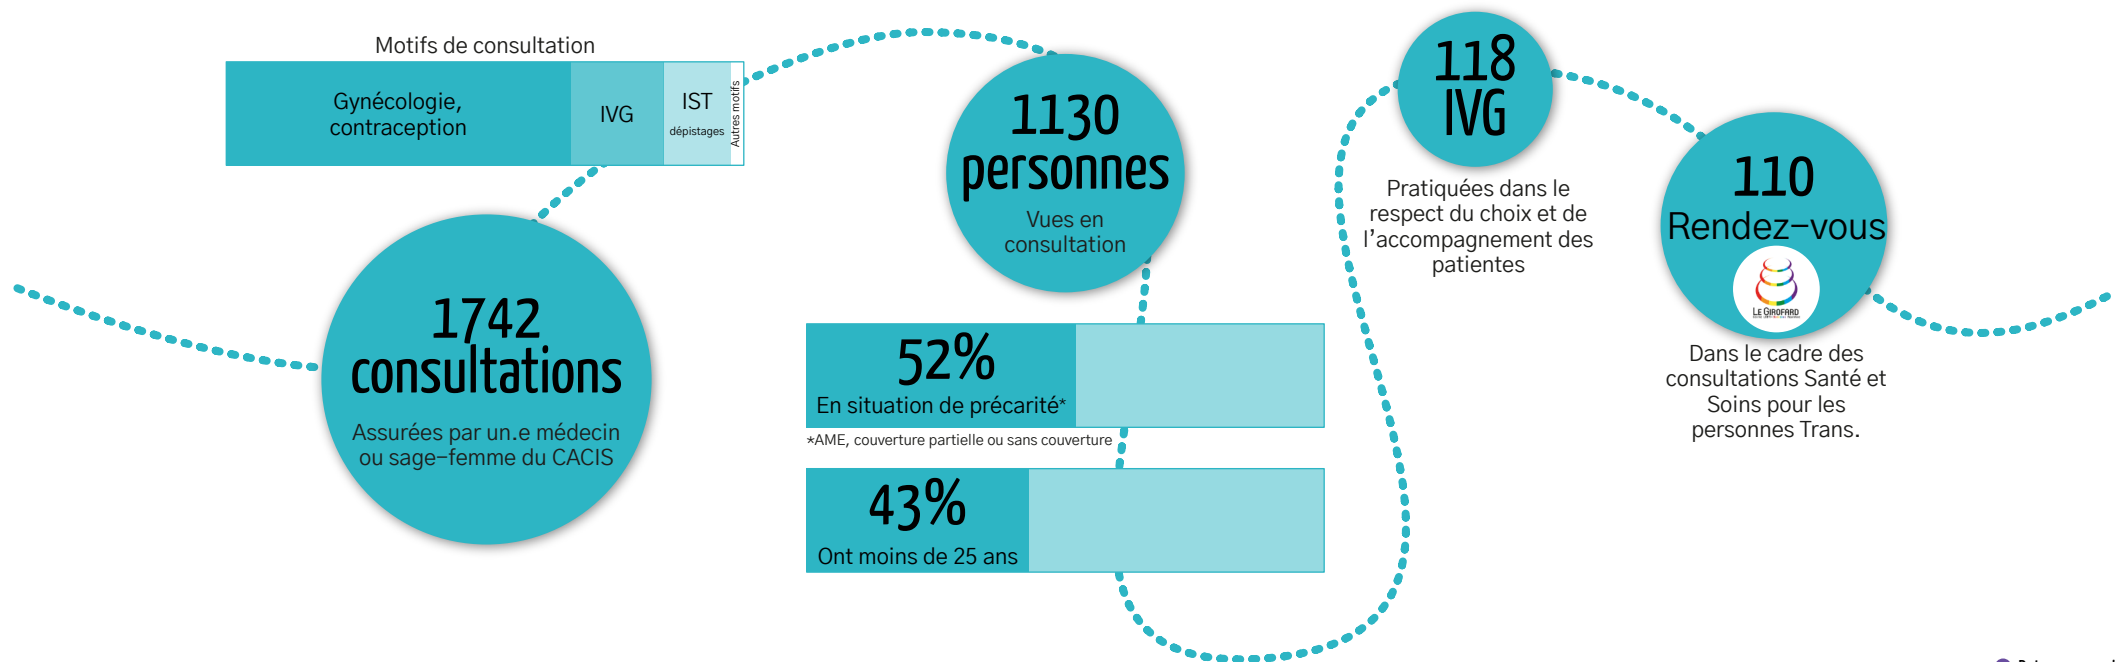 Motifs de consultation
Gynécologie,
contraception
IVG
IST
dépistages
Autres motifs
1742
consultations
Assurées par un.e médecin
ou sage-femme du CACIS
1130
personnes
Vues en
consultation
52%
En situation de précarité*
*AME, couverture partielle ou sans couverture
43%
Ont moins de 25 ans
118
IVG
Pratiquées dans le
respect du choix et de
l'accompagnement des
patientes
110
Rendez-vous
LE GIROFARD
Dans le cadre des
consultations Santé et
Soins pour les
personnes Trans.